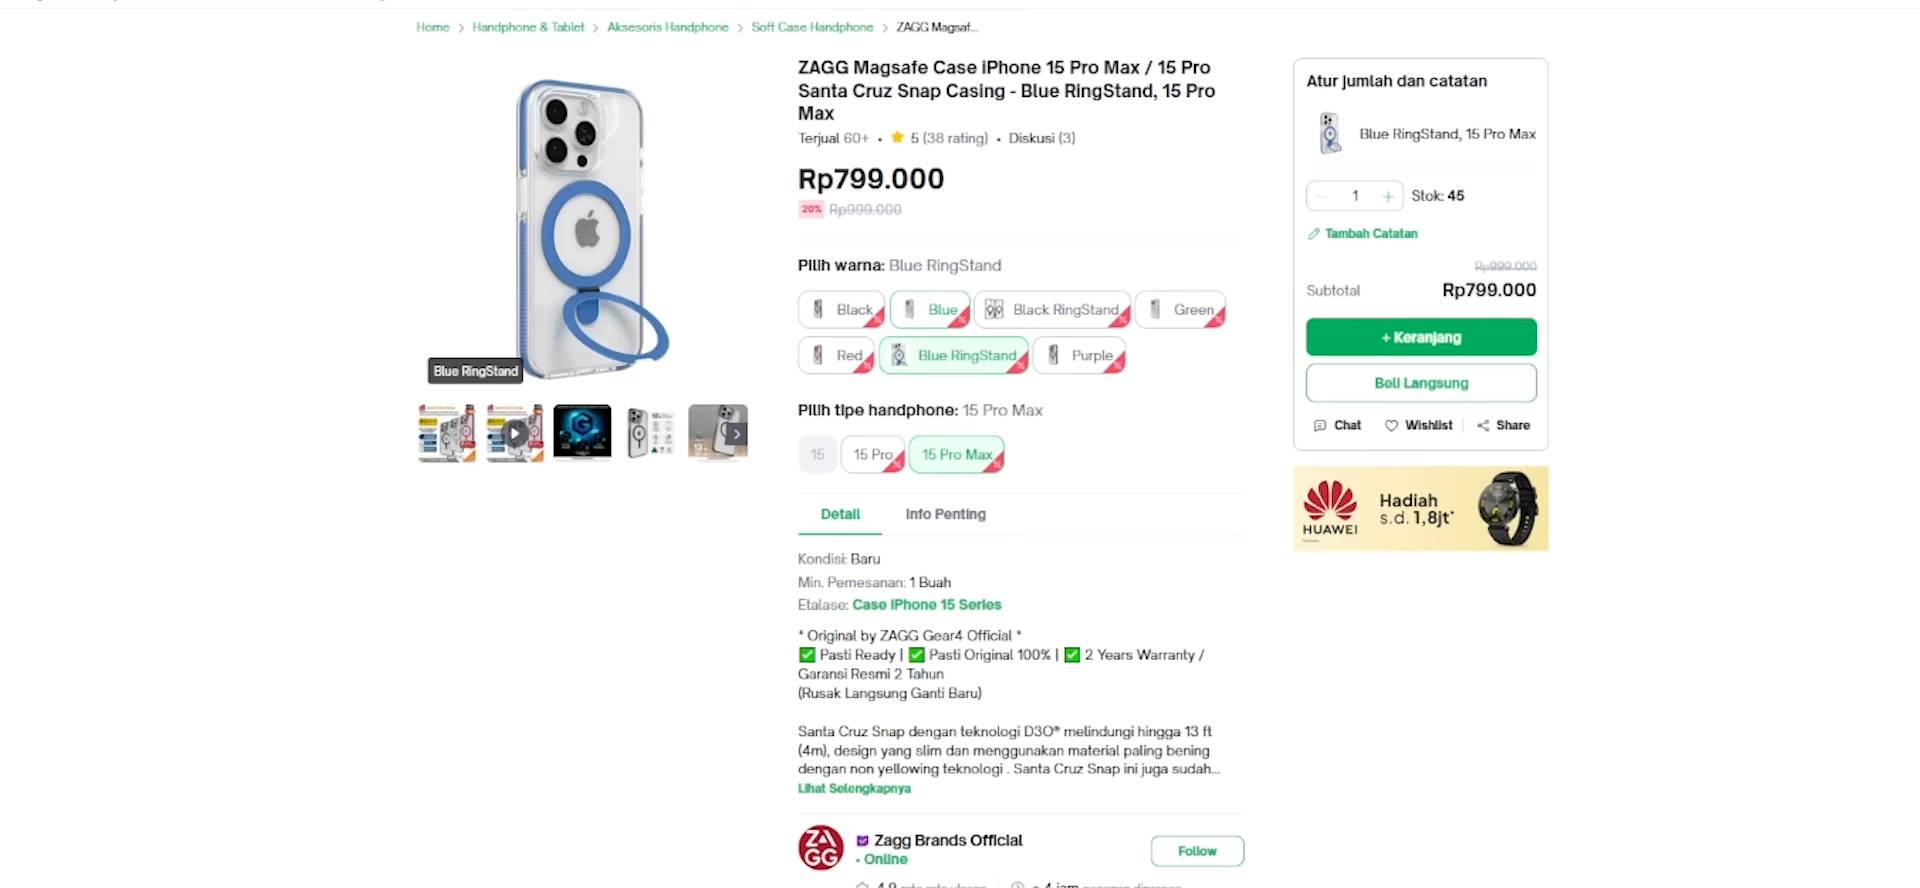 Home > Handphone & Tablet > Aksesoris Handphone > Soft Case Handphone > ZAGG Magsaf...
ZAGG Magsafe Case iPhone 15 Pro Max / 15 Pro
Santa Cruz Snap Casing - Blue RingStand, 15 Pro
Max
Terjual 60+ • 5 (38 rating) • Diskusi (3)
Rp799.000
20% Rp999.000
Pilih warna: Blue RingStand
Black Blue Black RingStand Green
Red Blue RingStand Purple
Pilih tipe handphone: 15 Pro Max
15 15 Pro 15 Pro Max
Blue RingStand
Detail Info Penting
Kondisi: Baru
Min. Pemesanan: 1 Buah
Etalase: Case iPhone 15 Series
* Original by ZAGG Gear4 Official *
✅ Pasti Ready | ✅ Pasti Original 100% | ✅ 2 Years Warranty /
Garansi Resmi 2 Tahun
(Rusak Langsung Ganti Baru)
Santa Cruz Snap dengan teknologi D3O® melindungi hingga 13 ft
(4m), design yang slim dan menggunakan material paling bening
dengan non yellowing teknologi . Santa Cruz Snap ini juga sudah...
Lihat Selengkapnya
ZAGG
Zagg Brands Official
• Online
Follow
Atur jumlah dan catatan
Blue RingStand, 15 Pro Max
1 + Stok: 45
Tambah Catatan
Rp999.000
Subtotal Rp799.000
+ Keranjang
Beli Langsung
Chat Wishlist Share
HUAWEI
Hadiah
s.d. 1,8jt*